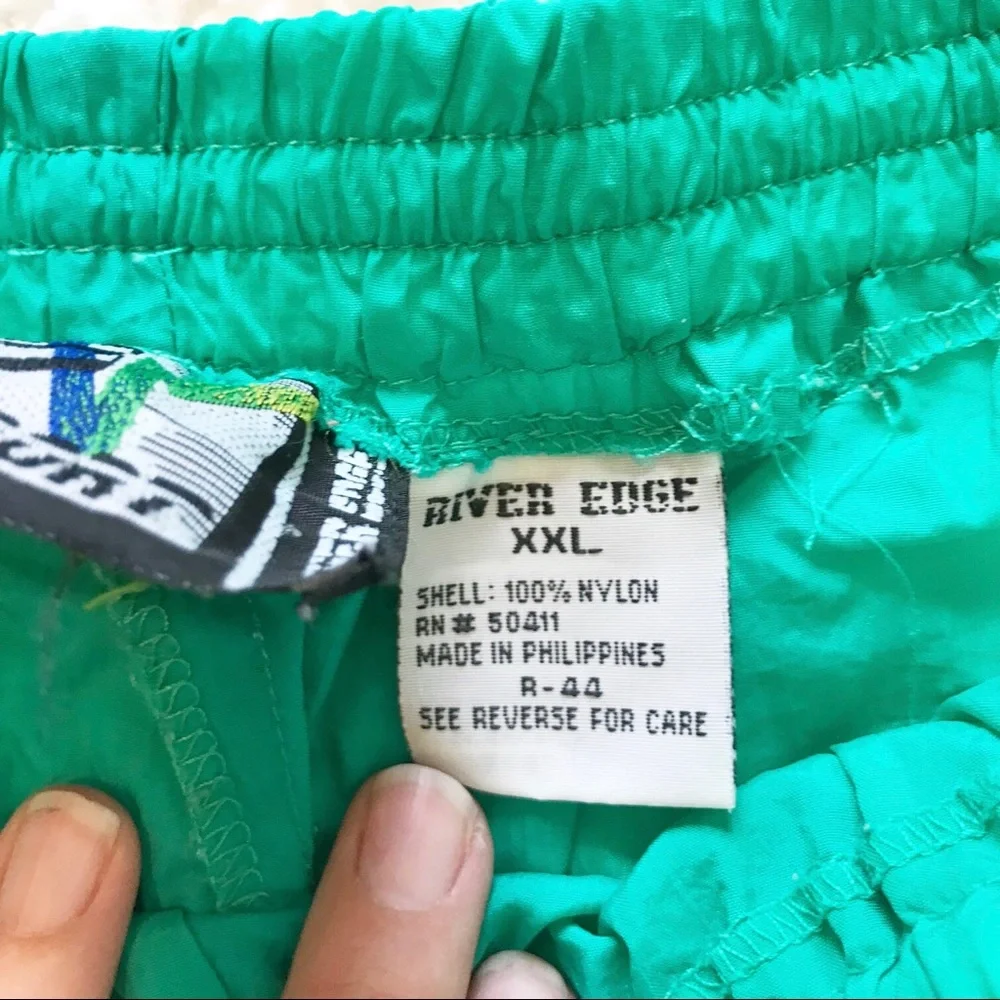 RIVER EDGE
XXL
SHELL: 100% NYLON
RN# 50411
MADE IN PHILIPPINES
R-44
SEE REVERSE FOR CARE